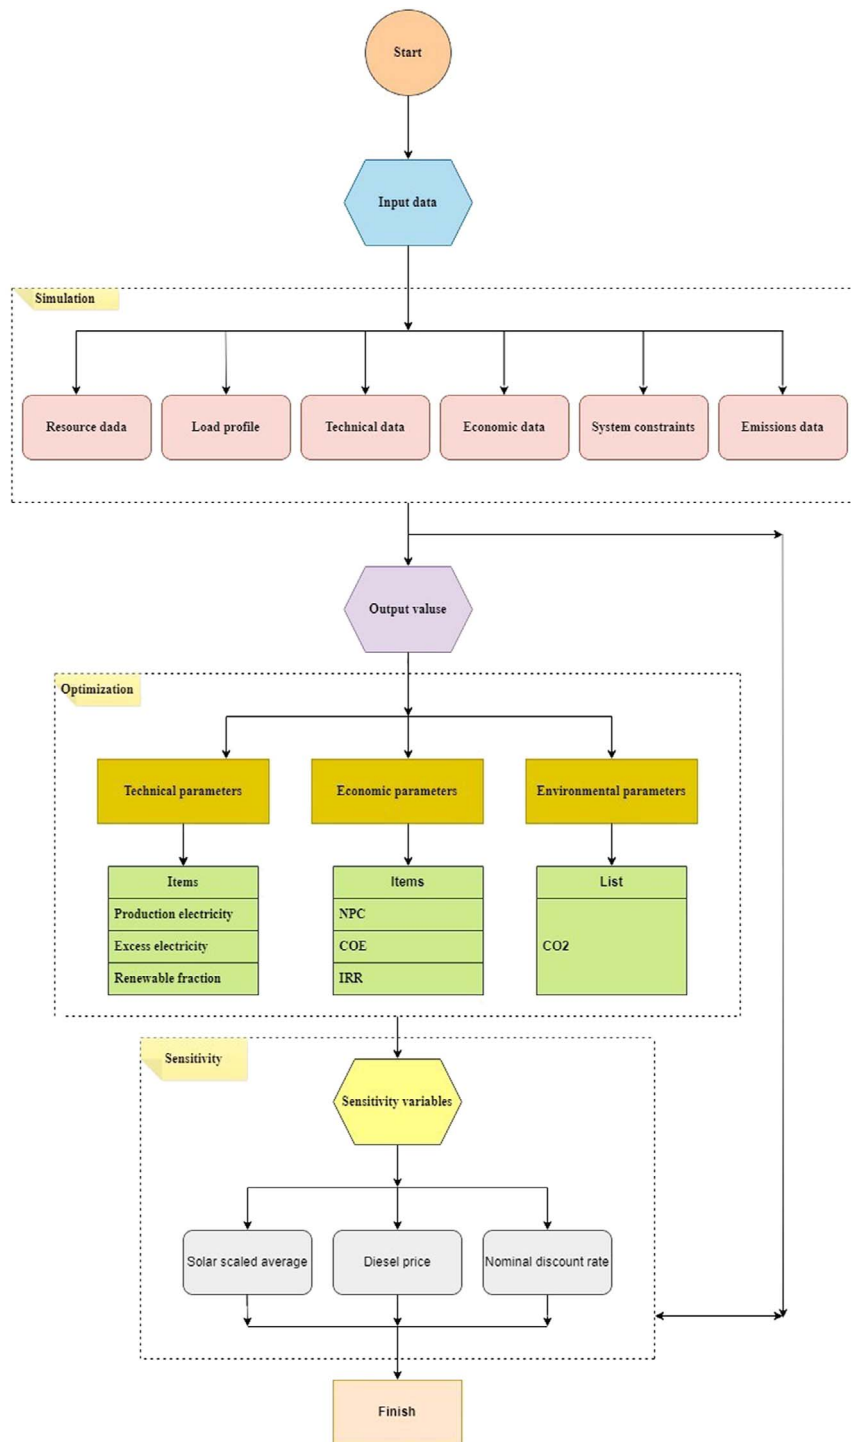 Start
Input data
Simulation
Resource dada
Load profile
Technical data
Economic data
System constraints
Emissions data
Output valuse
Optimization
Technical parameters
Economic parameters
Environmental parameters
Items
Production electricity
Excess electricity
Renewable fraction
Items
NPC
COE
IRR
List
CO2
Sensitivity
Sensitivity variables
Solar scaled average
Diesel price
Nominal discount rate
Finish